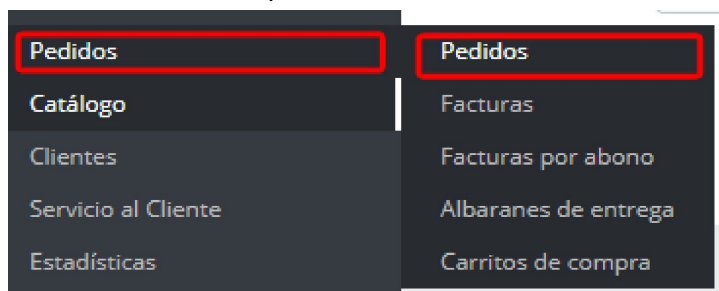 Pedidos
Catálogo
Clientes
Servicio al Cliente
Estadísticas
Pedidos
Facturas
Facturas por abono
Albaranes de entrega
Carritos de compra